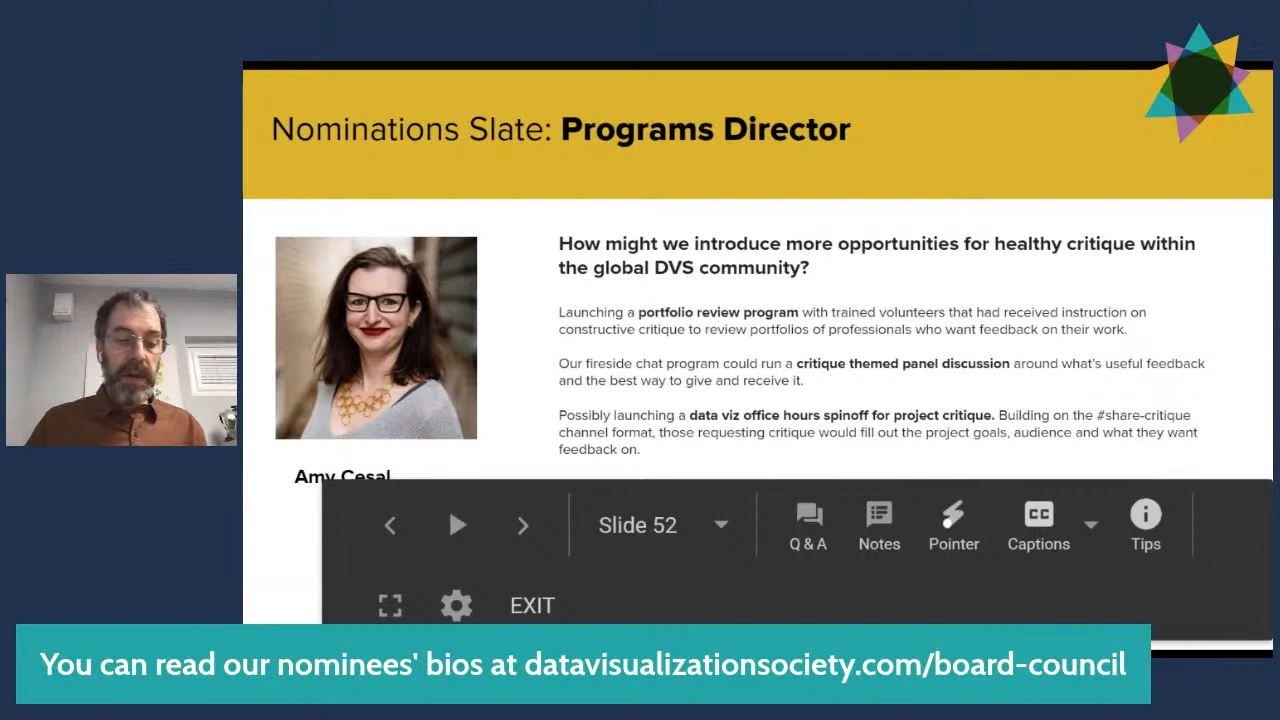 Nominations Slate: Programs Director
How might we introduce more opportunities for healthy critique within
the global DVS community?
Launching a portfolio review program with trained volunteers that had received instruction on
constructive critique to review portfolios of professionals who want feedback on their work.
Our fireside chat program could run a critique themed panel discussion around what's useful feedback
and the best way to give and receive it.
Possibly launching a data viz office hours spinoff for project critique. Building on the #share-critique
channel format, those requesting critique would fill out the project goals, audience and what they want
feedback on.
Amy Cesal
Slide 52
Q & A
Notes
Pointer
CC
Captions
Tips
EXIT
You can read our nominees' bios at datavisualizationsociety.com/board-council